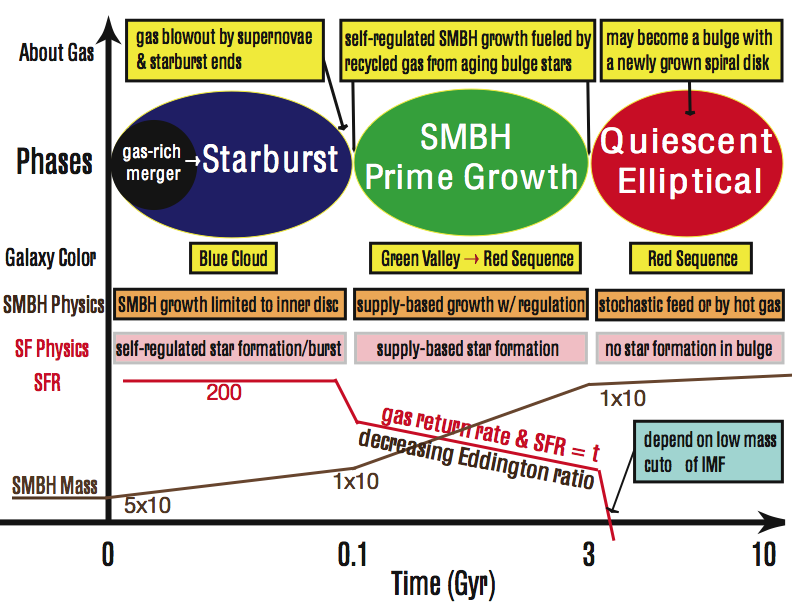 About Gas
gas blowout by supernovae
& starburst ends
self-regulated SMBH growth fueled by
recycled gas from aging bulge stars
may become a bulge with
a newly grown spiral disk
Phases
gas-rich
merger
→Starburst
SMBH
Prime Growth
Quiescent
Elliptical
Galaxy Color
Blue Cloud
Green Valley → Red Sequence
Red Sequence
SMBH Physics
SMBH growth limited to inner disc
supply-based growth w/ regulation
stochastic feed or by hot gas
SF Physics
self-regulated star formation/burst
supply-based star formation
no star formation in bulge
SFR
200
gas return rate & SFR = t
decreasing Eddington ratio
1x10
depend on low mass
cuto of IMF
SMBH Mass
5x10
1x10
0
0.1
3
10
Time (Gyr)